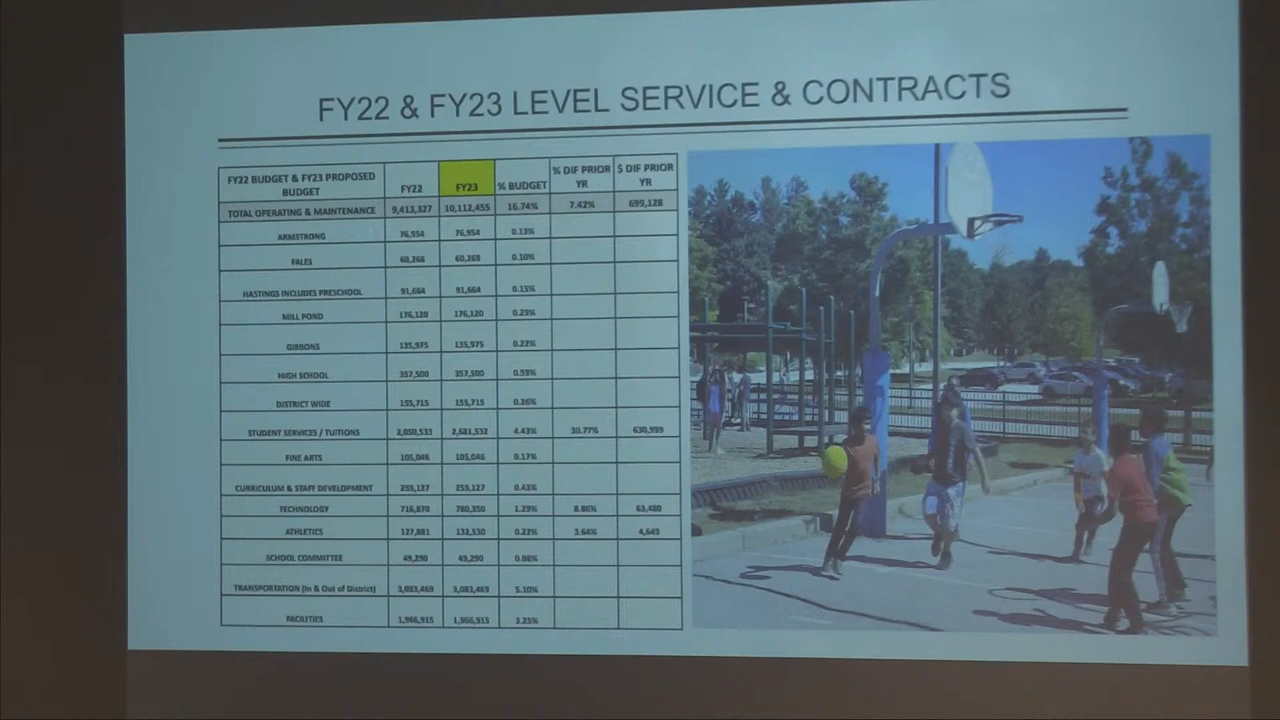 FY22 & FY23 LEVEL SERVICE & CONTRACTS
FY22 BUDGET & FY23 PROPOSED BUDGET FY22 FY23 % BUDGET % DIF PRIOR YR $ DIF PRIOR YR
TOTAL OPERATING & MAINTENANCE 9,413,327 10,112,455 16.74% 7.42% 699,128
ARMSTRONG 76,954 76,954 0.13%
FALES 60,268 60,268 0.10%
HASTINGS INCLUDES PRESCHOOL 91,664 91,664 0.15%
MILL POND 176,120 176,120 0.29%
GIBBONS 135,975 135,975 0.22%
HIGH SCHOOL 357,500 357,500 0.59%
DISTRICT WIDE 155,715 155,715 0.26%
STUDENT SERVICES / TUITIONS 2,050,533 2,681,532 4.43% 30.77% 630,999
FINE ARTS 105,046 105,046 0.17%
CURRICULUM & STAFF DEVELOPMENT 259,127 259,127 0.43%
TECHNOLOGY 716,870 780,350 1.29% 8.86% 63,480
ATHLETICS 127,881 132,530 0.22% 3.64% 4,649
SCHOOL COMMITTEE 49,290 49,290 0.08%
TRANSPORTATION (In & Out of District) 3,083,469 3,083,469 5.10%
FACILITIES 1,966,915 1,966,915 3.25%